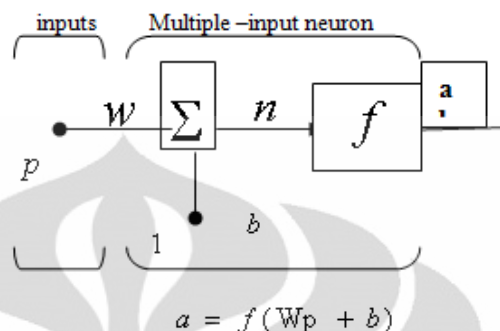 inputs Multiple –input neuron
a
,
w Σ n f
p
1 b
a = f(Wp + b)